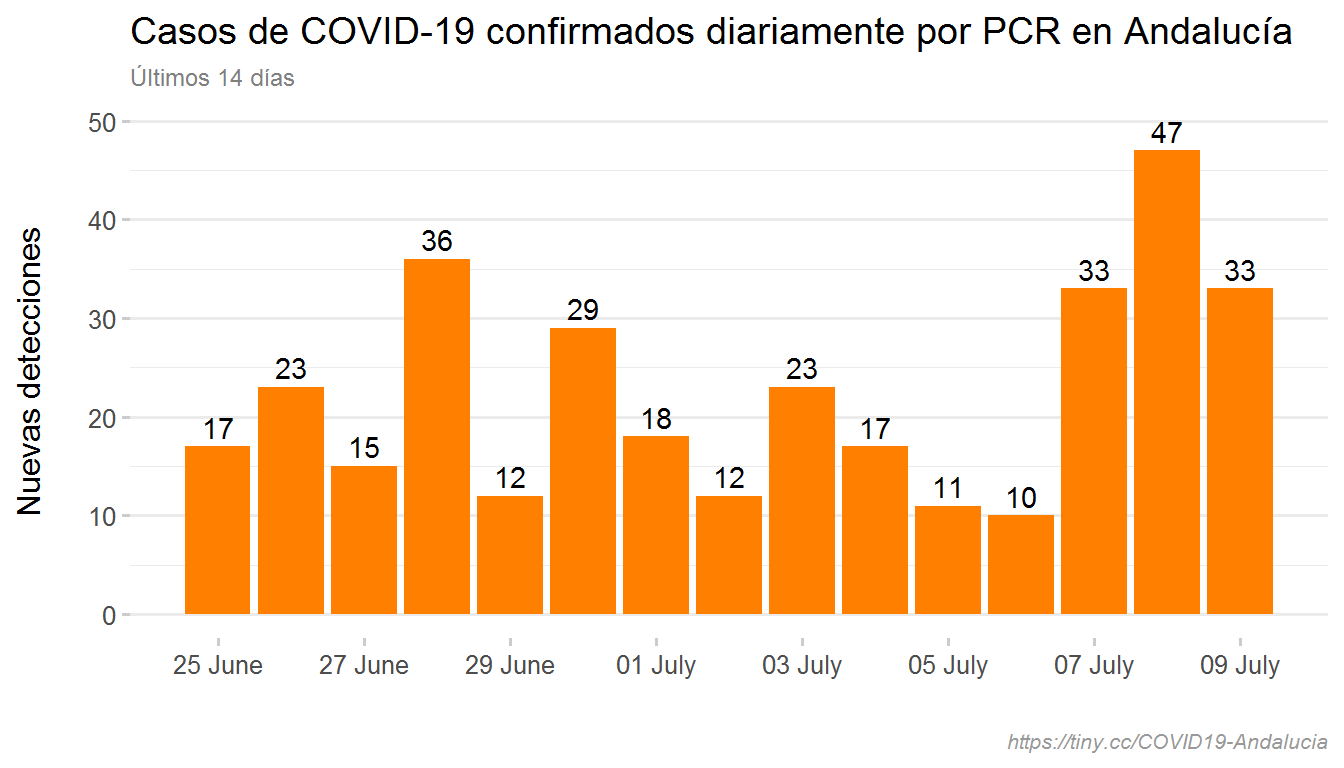 Casos de COVID-19 confirmados diariamente por PCR en Andalucía
Últimos 14 días
Nuevas detecciones
50
40
30
20
10
0
17
23
15
36
12
29
18
12
23
17
11
10
33
47
33
25 June
27 June
29 June
01 July
03 July
05 July
07 July
09 July
https://tiny.cc/COVID19-Andalucia